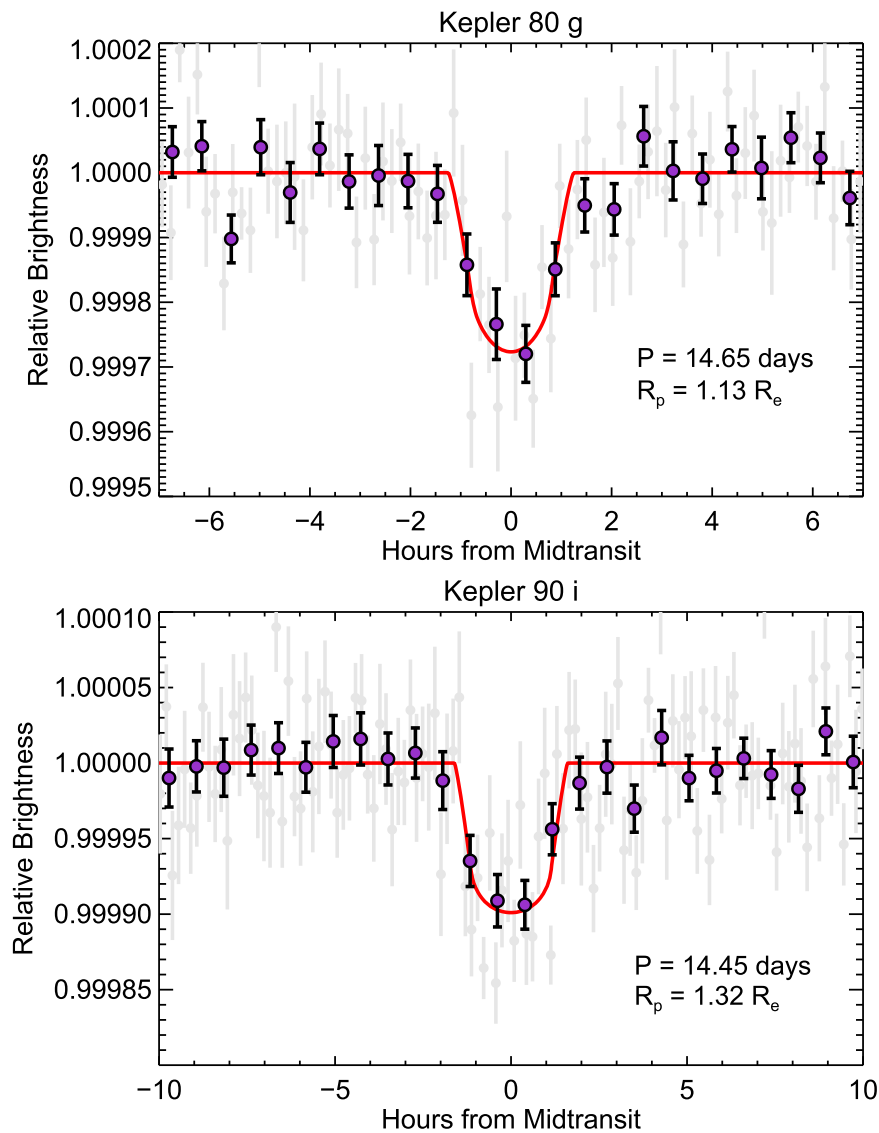 Kepler 80 g
1.0002
1.0001
1.0000
0.9999
0.9998
0.9997
0.9996
0.9995
Relative Brightness
P = 14.65 days
Rp = 1.13 Re
−6 −4 −2 0 2 4 6
Hours from Midtransit
Kepler 90 i
1.00010
1.00005
1.00000
0.99995
0.99990
0.99985
Relative Brightness
P = 14.45 days
Rp = 1.32 Re
−10 −5 0 5 10
Hours from Midtransit